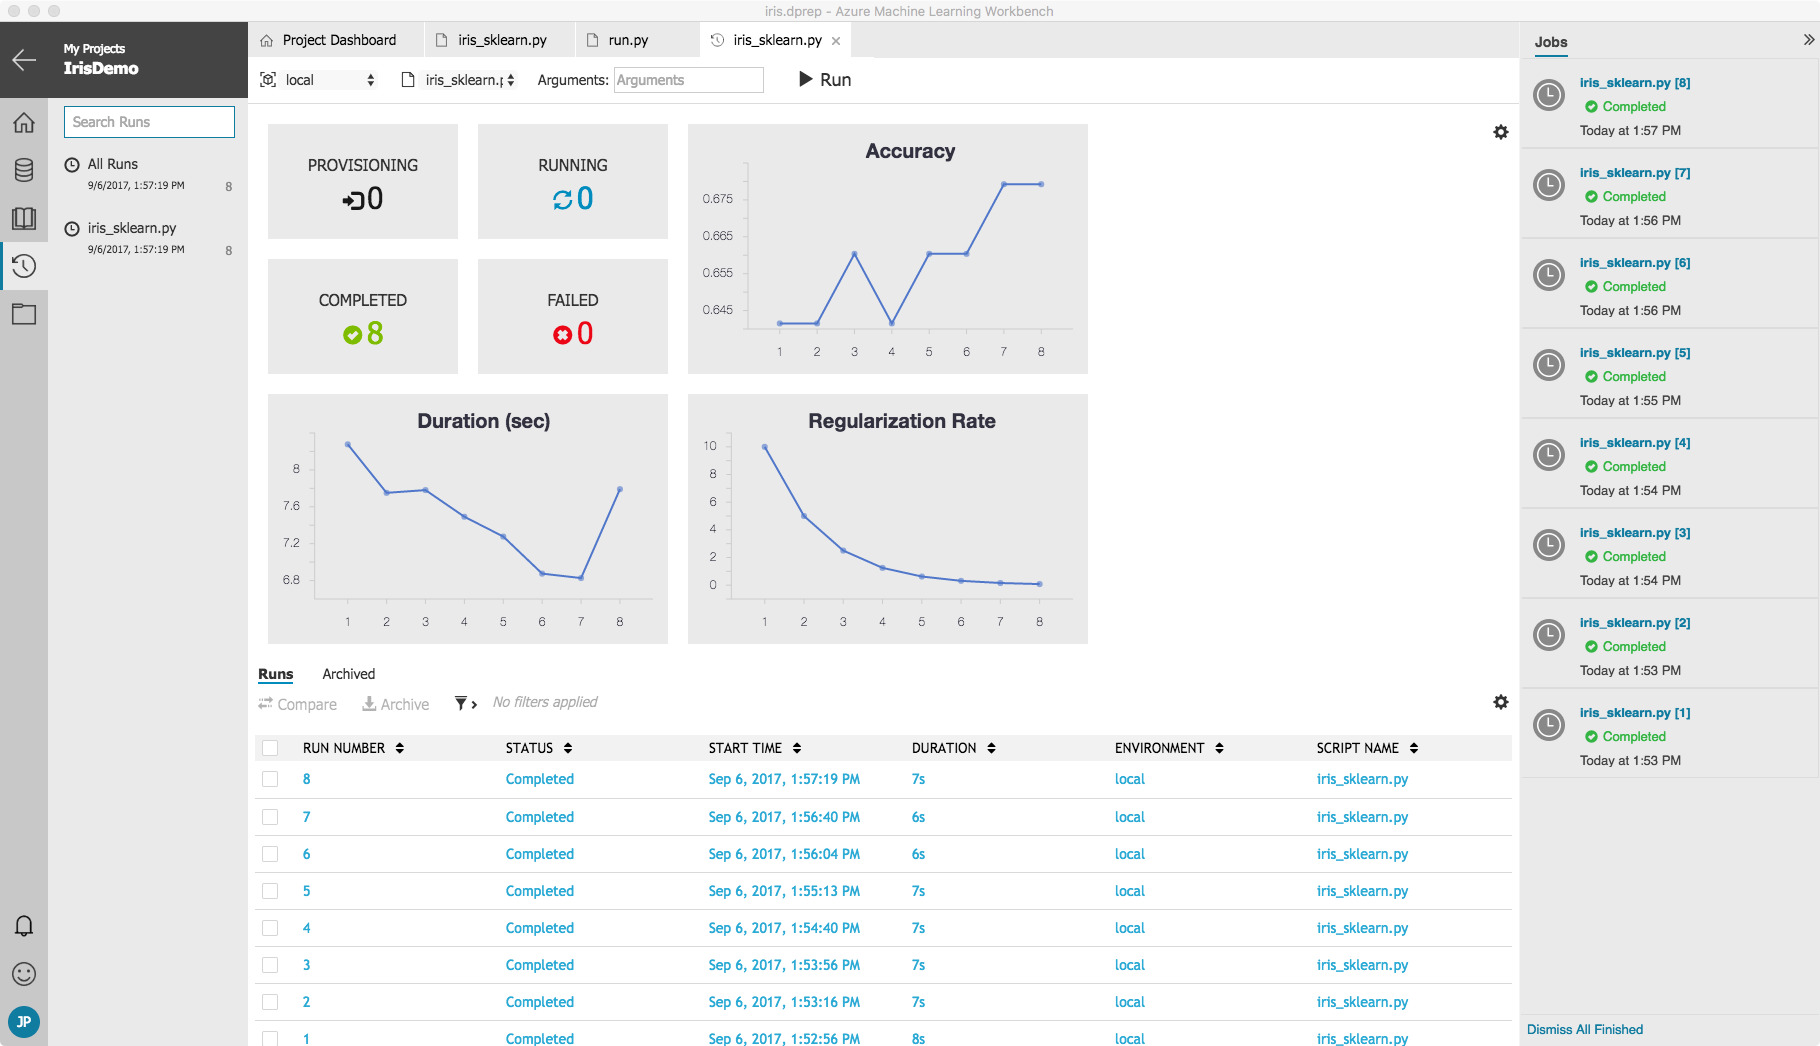 iris.dprep - Azure Machine Learning Workbench
My Projects
IrisDemo
Project Dashboard
iris_sklearn.py
run.py
iris_sklearn.py
local
iris_sklearn.p
Arguments:
Arguments
Run
Search Runs
All Runs
9/6/2017, 1:57:19 PM 8
iris_sklearn.py
9/6/2017, 1:57:19 PM 8
PROVISIONING
0
RUNNING
0
COMPLETED
8
FAILED
0
Accuracy
0.675
0.665
0.655
0.645
1 2 3 4 5 6 7 8
Duration (sec)
8
7.6
7.2
6.8
1 2 3 4 5 6 7 8
Regularization Rate
10
8
6
4
2
0
1 2 3 4 5 6 7 8
Runs Archived
Compare Archive No filters applied
RUN NUMBER STATUS START TIME DURATION ENVIRONMENT SCRIPT NAME
8 Completed Sep 6, 2017, 1:57:19 PM 7s local iris_sklearn.py
7 Completed Sep 6, 2017, 1:56:40 PM 6s local iris_sklearn.py
6 Completed Sep 6, 2017, 1:56:04 PM 6s local iris_sklearn.py
5 Completed Sep 6, 2017, 1:55:13 PM 7s local iris_sklearn.py
4 Completed Sep 6, 2017, 1:54:40 PM 7s local iris_sklearn.py
3 Completed Sep 6, 2017, 1:53:56 PM 7s local iris_sklearn.py
2 Completed Sep 6, 2017, 1:53:16 PM 7s local iris_sklearn.py
1 Completed Sep 6, 2017, 1:52:56 PM 8s local iris_sklearn.py
JP
Jobs
iris_sklearn.py [8]
Completed
Today at 1:57 PM
iris_sklearn.py [7]
Completed
Today at 1:56 PM
iris_sklearn.py [6]
Completed
Today at 1:56 PM
iris_sklearn.py [5]
Completed
Today at 1:55 PM
iris_sklearn.py [4]
Completed
Today at 1:54 PM
iris_sklearn.py [3]
Completed
Today at 1:54 PM
iris_sklearn.py [2]
Completed
Today at 1:53 PM
iris_sklearn.py [1]
Completed
Today at 1:53 PM
Dismiss All Finished